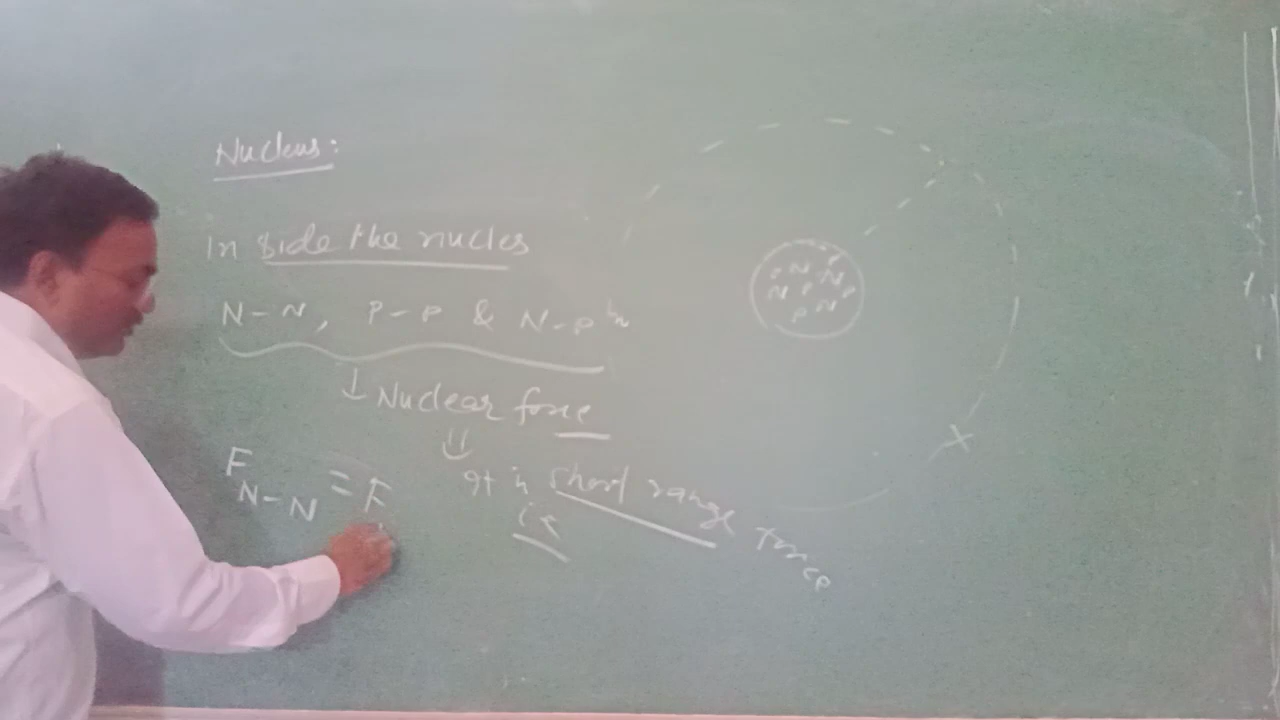 Nucleus:
In side the nucles
N-N, P-P & N-P
↓ Nuclear force
⇓
It is short range force
F N-N = F
P N P
N N
N P P
P N